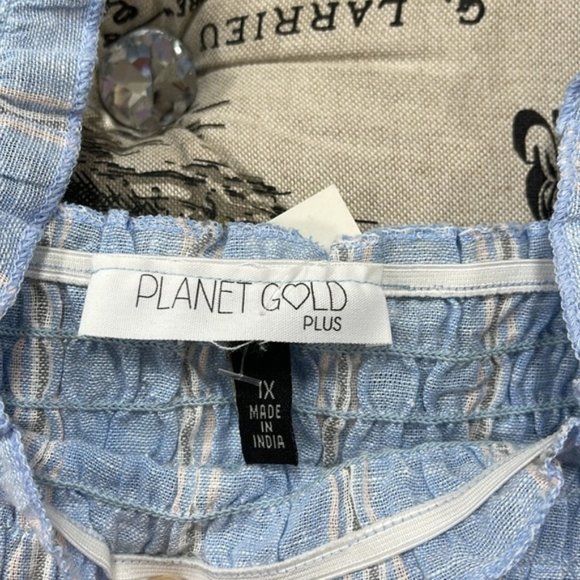 G. LARRIEU
PLANET GOLD
PLUS
1X
MADE
IN
INDIA